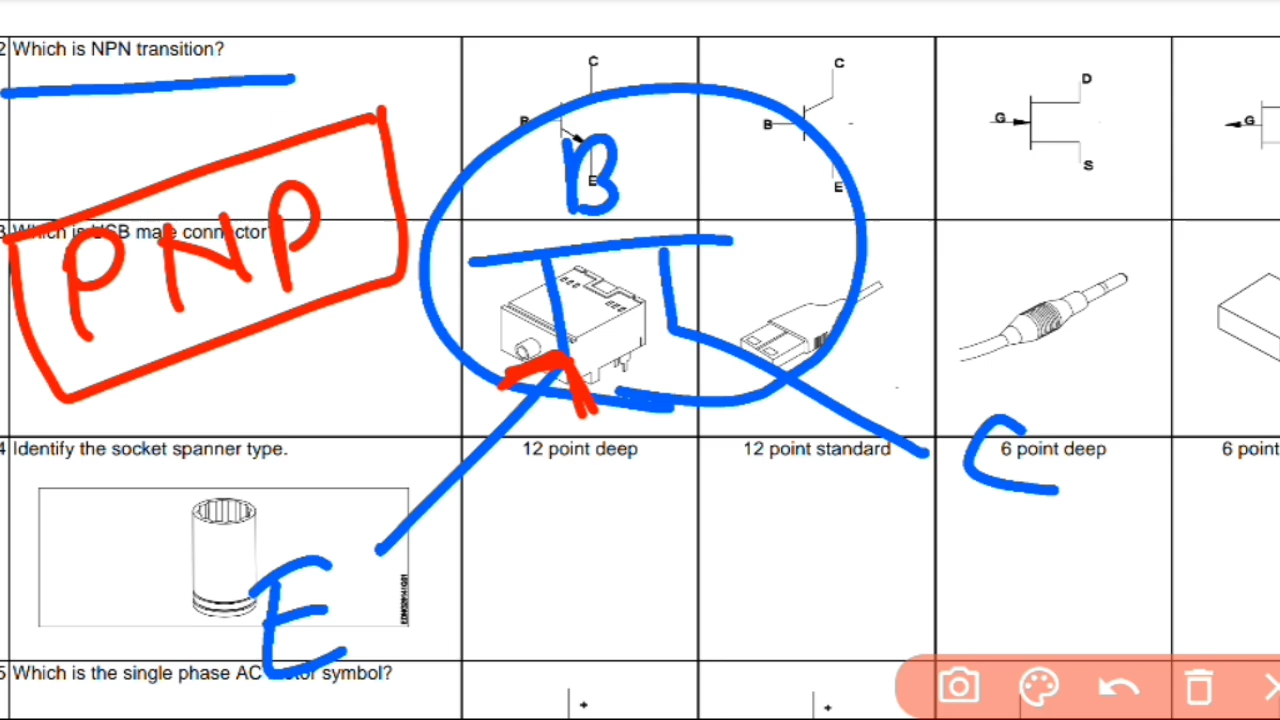 2 Which is NPN transition?
C
B
E
C
B
E
D
G
S
G
B
PNP
3 Which is USB male connector
4 Identify the socket spanner type.
12 point deep
12 point standard
6 point deep
6 point
C
E
5 Which is the single phase AC motor symbol?
+
+